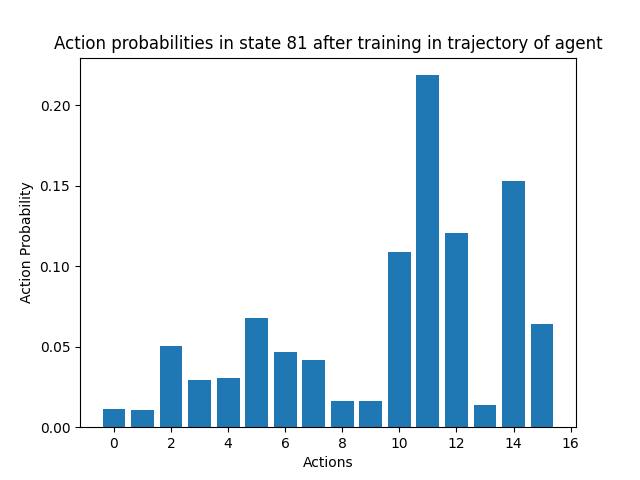 Action probabilities in state 81 after training in trajectory of agent
0.20
0.15
0.10
0.05
0.00
Action Probability
0 2 4 6 8 10 12 14 16
Actions